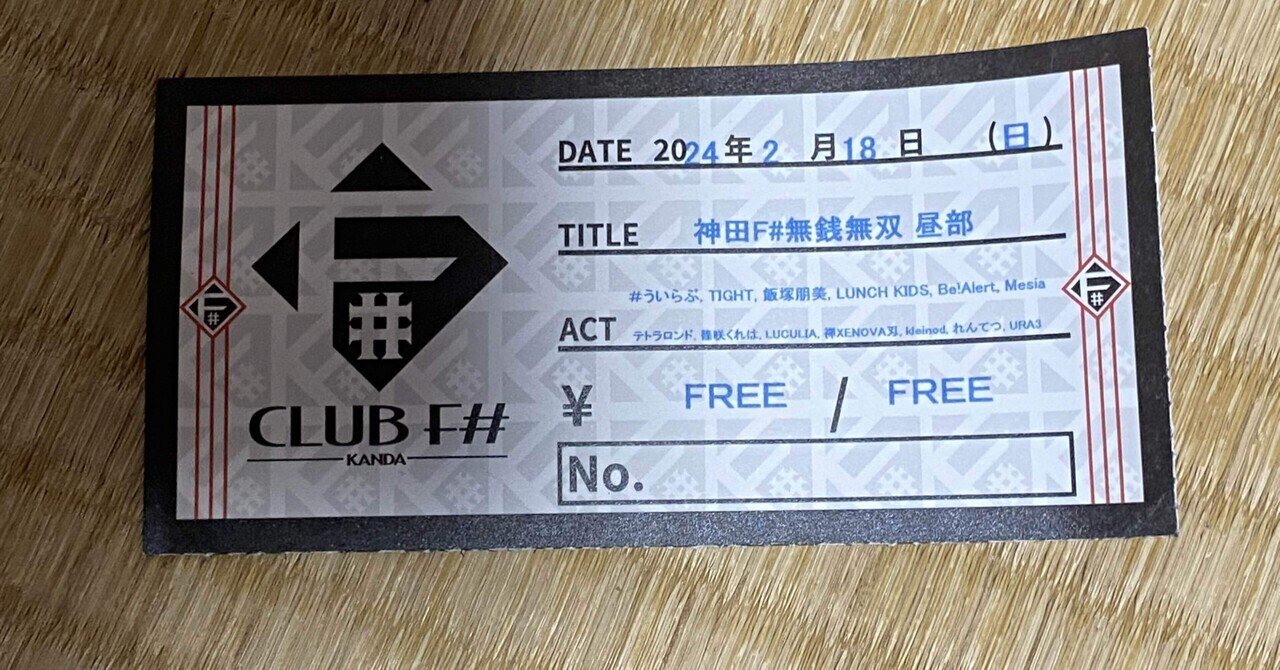 DATE 2024年2月18日 (日)
TITLE 神田F#無銭無双 昼部
#ういらぶ, TIGHT, 飯塚朋美, LUNCH KIDS, Be!Alert, Mesia
ACT テトラロンド, 篠咲くれは, LUCULIA, 禅XENOVA刄, kleinod, れんてつ, URA3
¥ FREE / FREE
No.
CLUB F#
KANDA